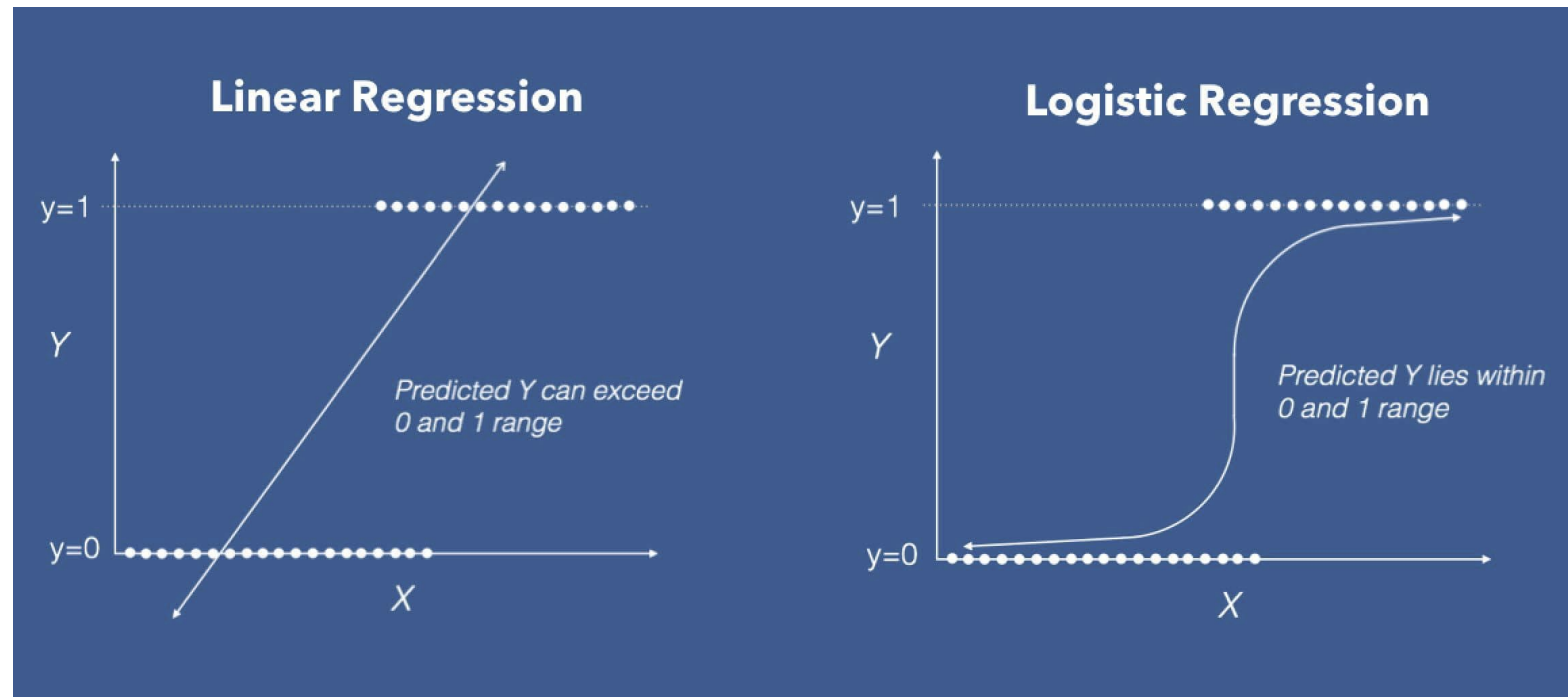 Linear Regression
y=1
Y
Predicted Y can exceed
0 and 1 range
y=0
X
Logistic Regression
y=1
Y
Predicted Y lies within
0 and 1 range
y=0
X